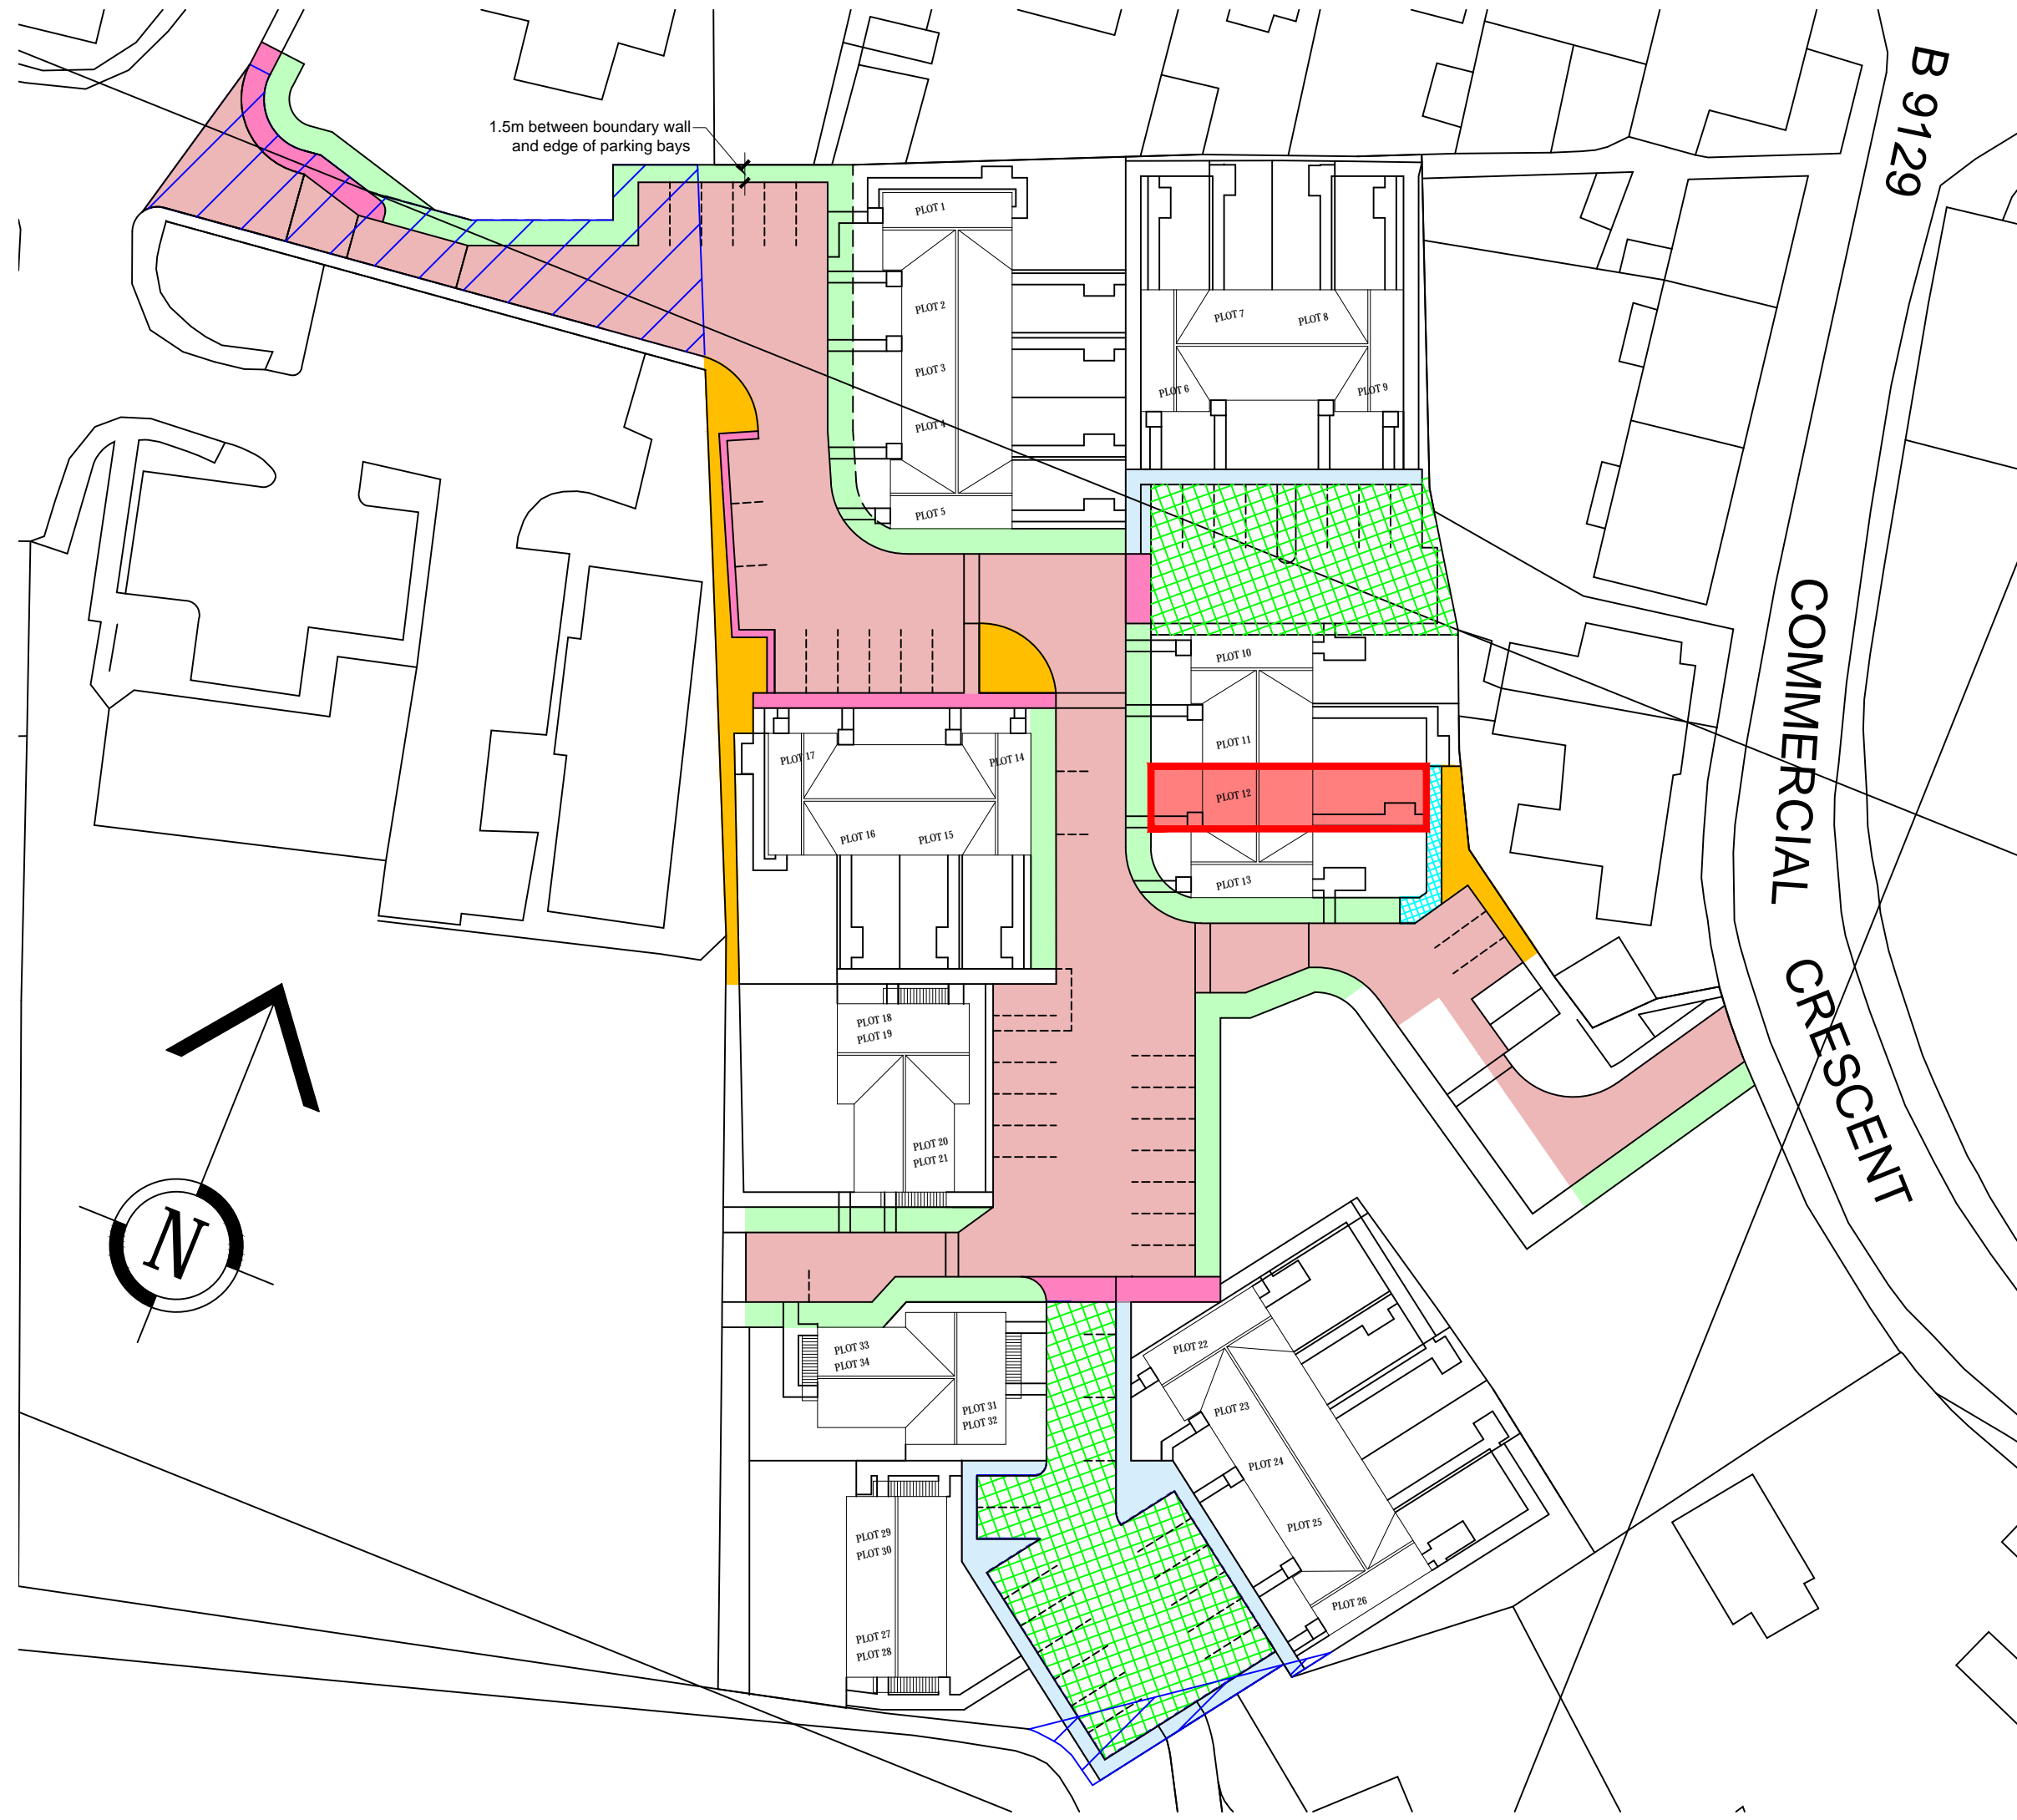 B 9129
1.5m between boundary wall
and edge of parking bays
PLOT 1
PLOT 2
PLOT 3
PLOT 4
PLOT 5
PLOT 7
PLOT 8
PLOT 6
PLOT 9
COMMERCIAL CRESCENT
PLOT 10
PLOT 11
PLOT 12
PLOT 13
PLOT 17
PLOT 14
PLOT 16
PLOT 15
PLOT 18
PLOT 19
PLOT 20
PLOT 21
N
PLOT 33
PLOT 34
PLOT 31
PLOT 32
PLOT 22
PLOT 23
PLOT 24
PLOT 25
PLOT 26
PLOT 29
PLOT 30
PLOT 27
PLOT 28